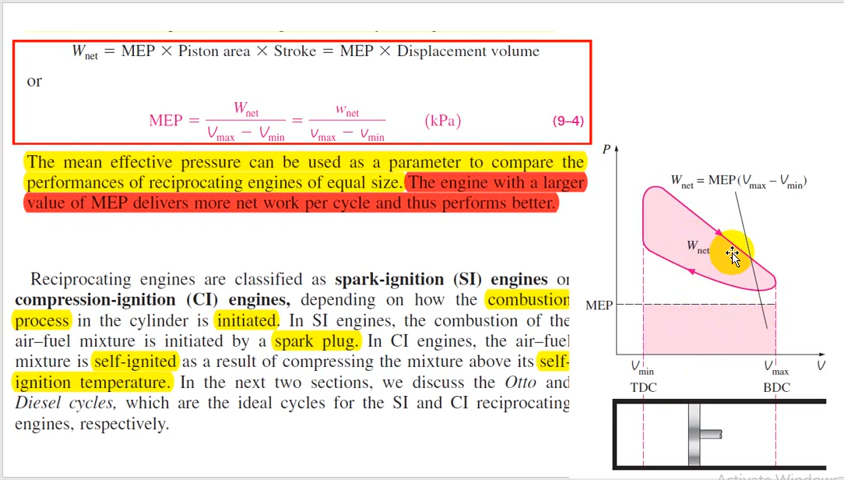 W_net = MEP × Piston area × Stroke = MEP × Displacement volume
or
MEP = W_net / (V_max − V_min) = w_net / (v_max − v_min) (kPa) (9–4)
The mean effective pressure can be used as a parameter to compare the
performances of reciprocating engines of equal size. The engine with a larger
value of MEP delivers more net work per cycle and thus performs better.
Reciprocating engines are classified as spark-ignition (SI) engines or
compression-ignition (CI) engines, depending on how the combustion
process in the cylinder is initiated. In SI engines, the combustion of the
air–fuel mixture is initiated by a spark plug. In CI engines, the air–fuel
mixture is self-ignited as a result of compressing the mixture above its self-
ignition temperature. In the next two sections, we discuss the Otto and
Diesel cycles, which are the ideal cycles for the SI and CI reciprocating
engines, respectively.
P
W_net = MEP(V_max − V_min)
W_net
MEP
V_min V_max V
TDC BDC
Activate Windows